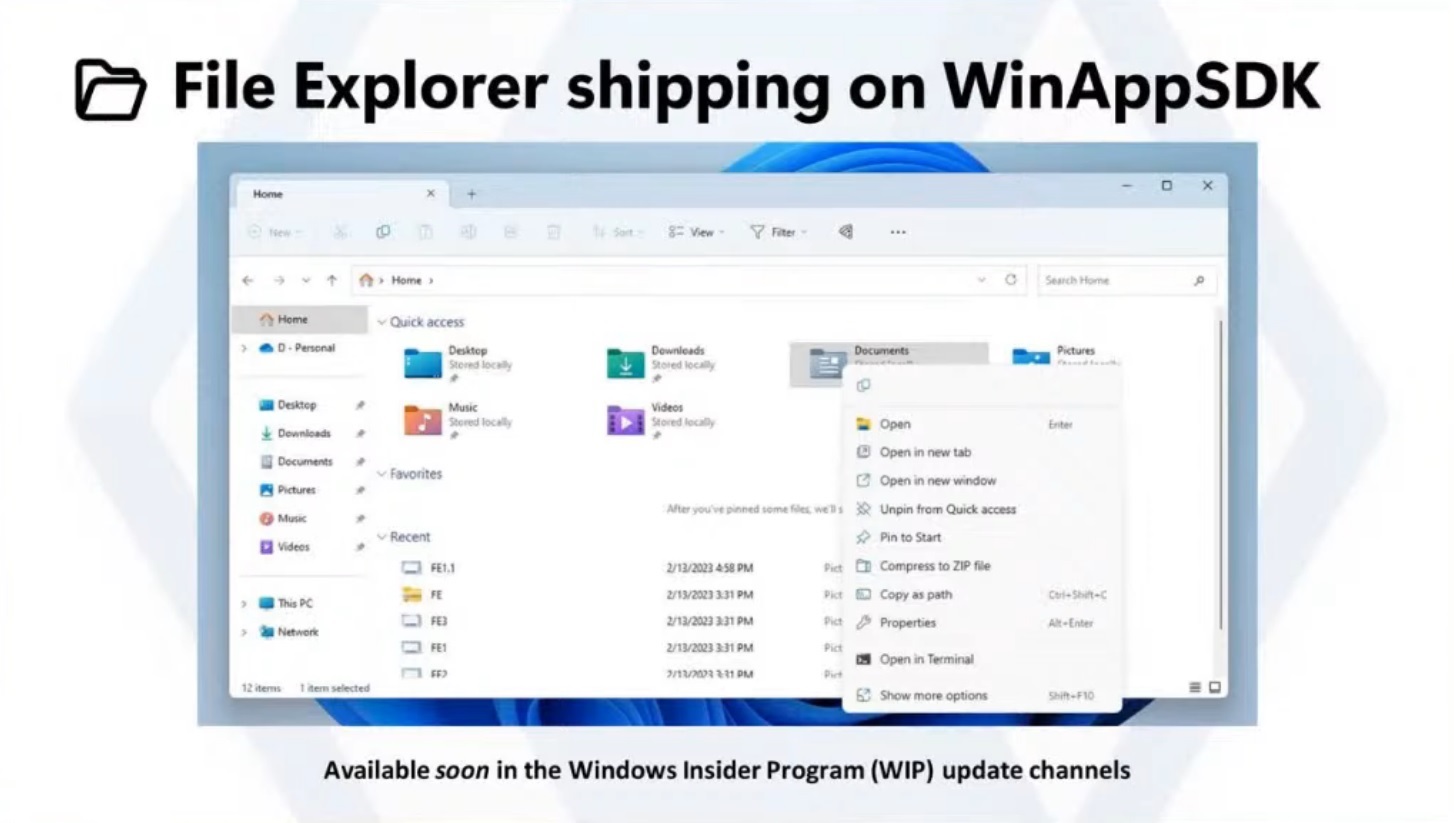 File Explorer shipping on WinAppSDK
Home
New
Sort
View
Filter
Home
Search Home
Home
D - Personal
Desktop
Downloads
Documents
Pictures
Music
Videos
This PC
Network
Quick access
Desktop
Stored locally
Downloads
Stored locally
Documents
Pictures
Music
Stored locally
Videos
Stored locally
Favorites
After you've pinned some files, we'll s
Recent
FE1.1 2/13/2023 4:58 PM Pict
FE 2/13/2023 3:31 PM Pict
FE3 2/13/2023 3:31 PM Pict
FE1 2/13/2023 3:31 PM Pict
FE2 2/13/2023 3:31 PM Pict
Open Enter
Open in new tab
Open in new window
Unpin from Quick access
Pin to Start
Compress to ZIP file
Copy as path Ctrl+Shift+C
Properties Alt+Enter
Open in Terminal
Show more options Shift+F10
12 items 1 item selected
Available soon in the Windows Insider Program (WIP) update channels